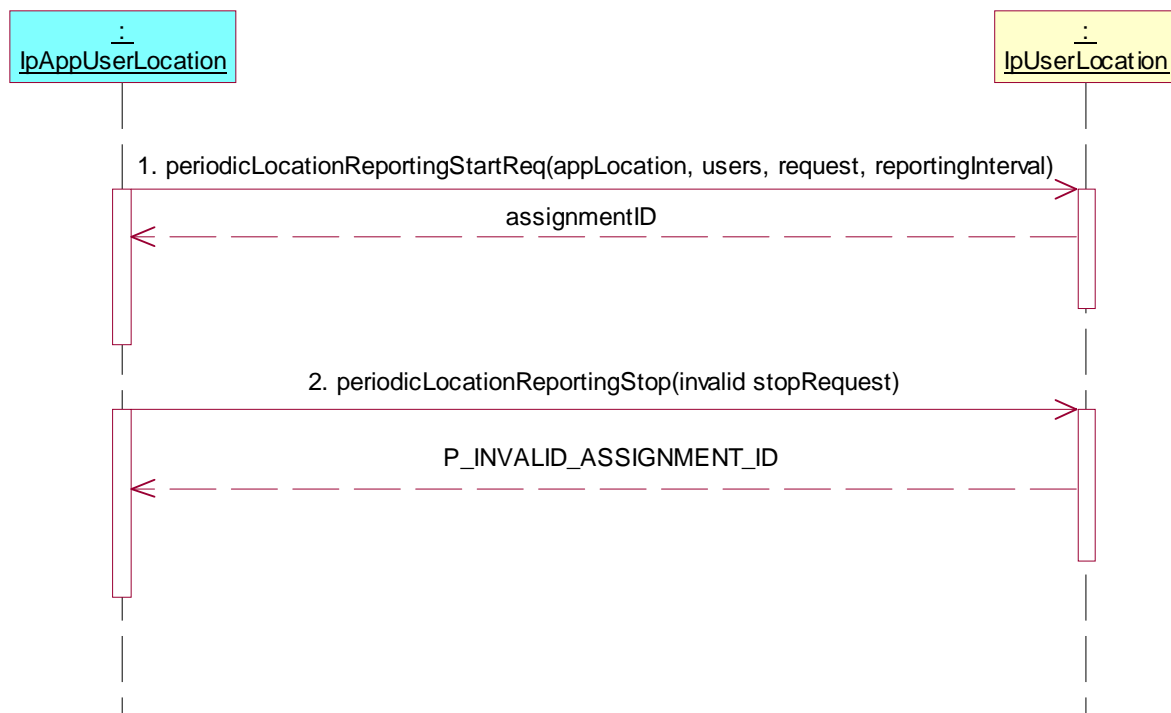 :
IpAppUserLocation
:
IpUserLocation
1. periodicLocationReportingStartReq(appLocation, users, request, reportingInterval)
assignmentID
2. periodicLocationReportingStop(invalid stopRequest)
P_INVALID_ASSIGNMENT_ID